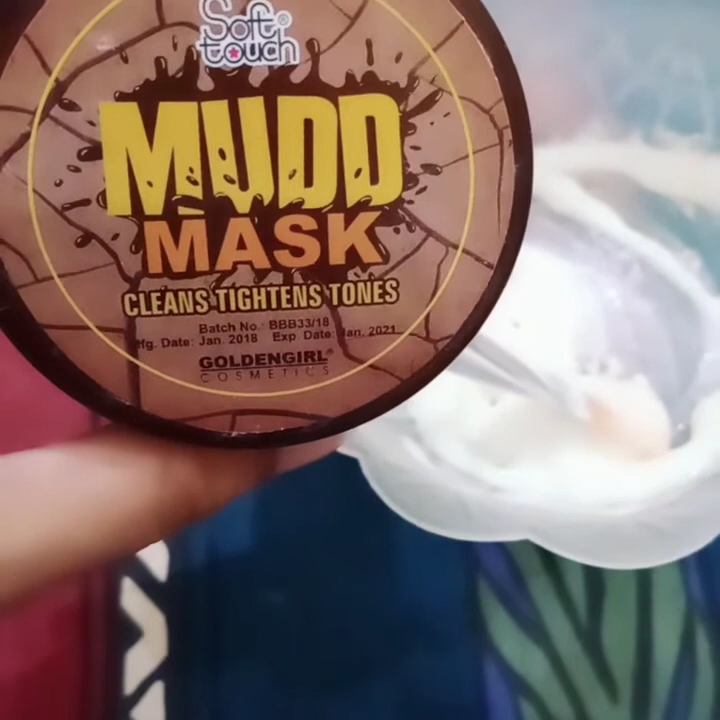 Soft®
touch
MUDD
MASK
CLEANS TIGHTENS TONES
Batch No.: BBB33/18
Mfg. Date: Jan. 2018 Exp. Date: Jan. 2021
GOLDENGIRL®
COSMETICS